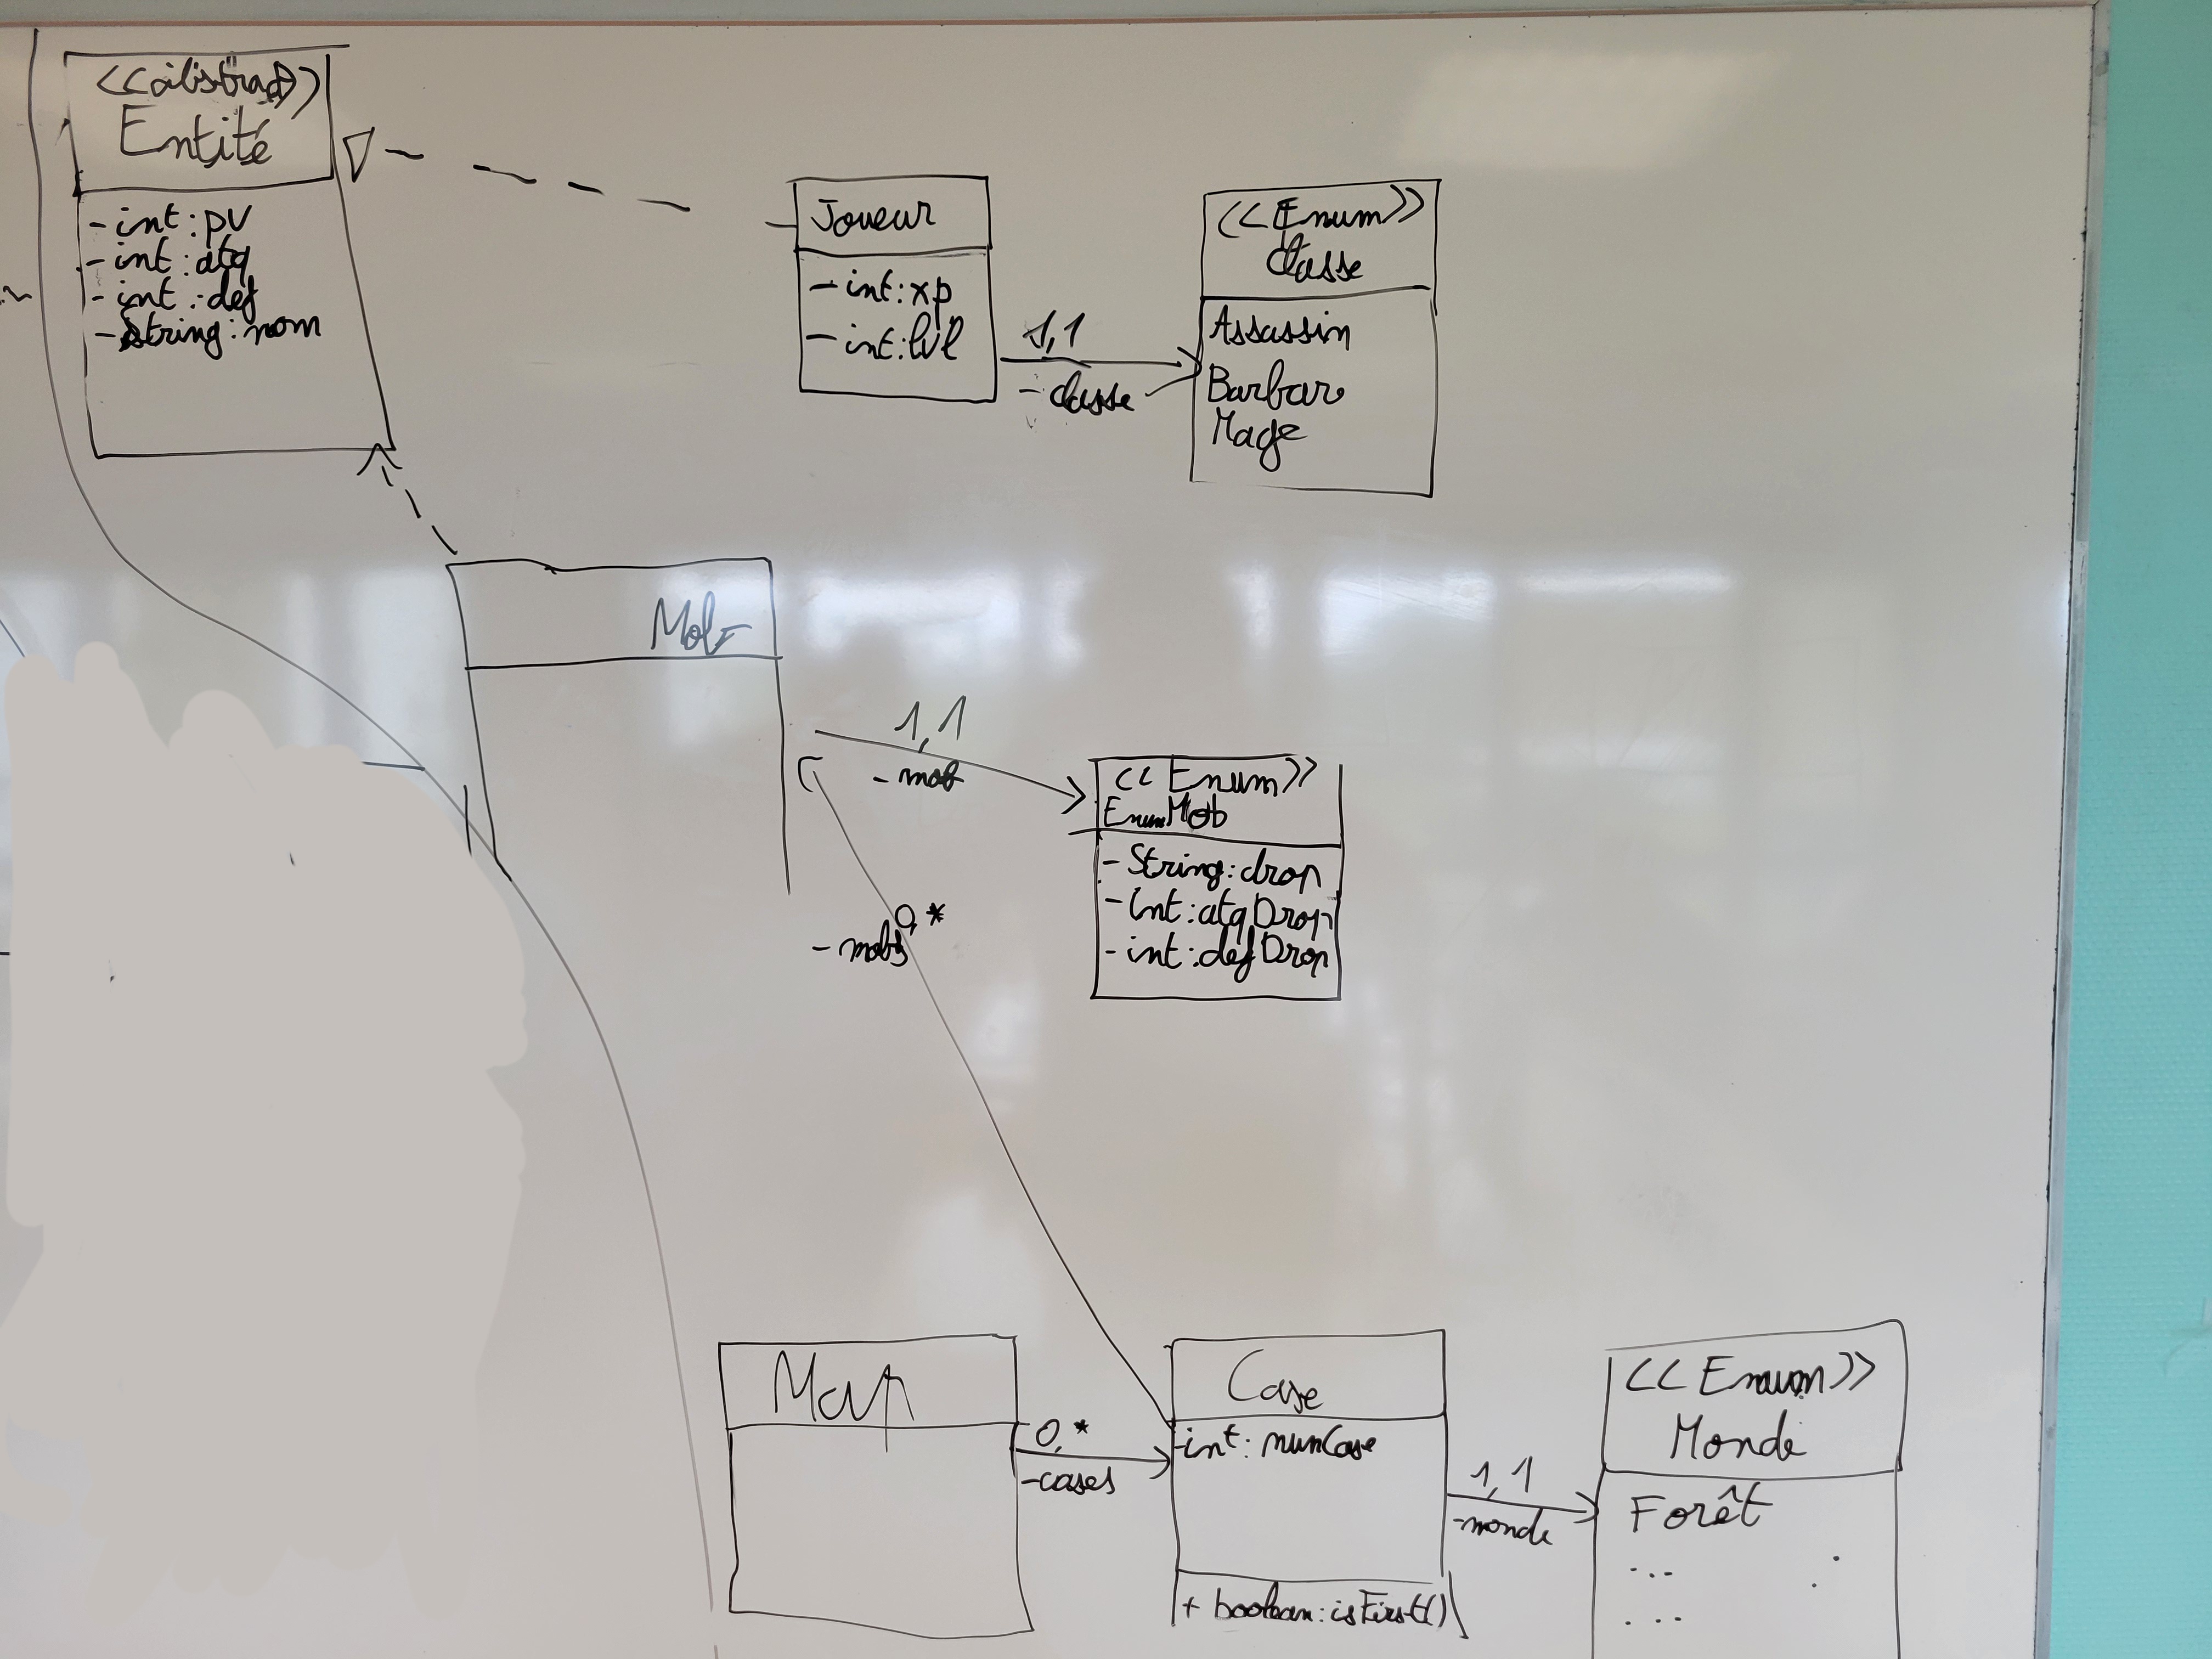 <<abstract>>
Entité
- int : pv
- int : atq
- int : def
- String : nom
Joueur
- int : xp
- int : lvl
1,1
- classe
<<Enum>>
Classe
Assassin
Barbare
Mage
Mob
1,1
- mob
<<Enum>>
EnumMob
- String : drop
- int : atqDrop
- int : defDrop
0,*
- mobs
Map
0,*
- cases
Case
- int : numCase
+ boolean : isFirst()
1,1
- monde
<<Enum>>
Monde
Forêt
...
...